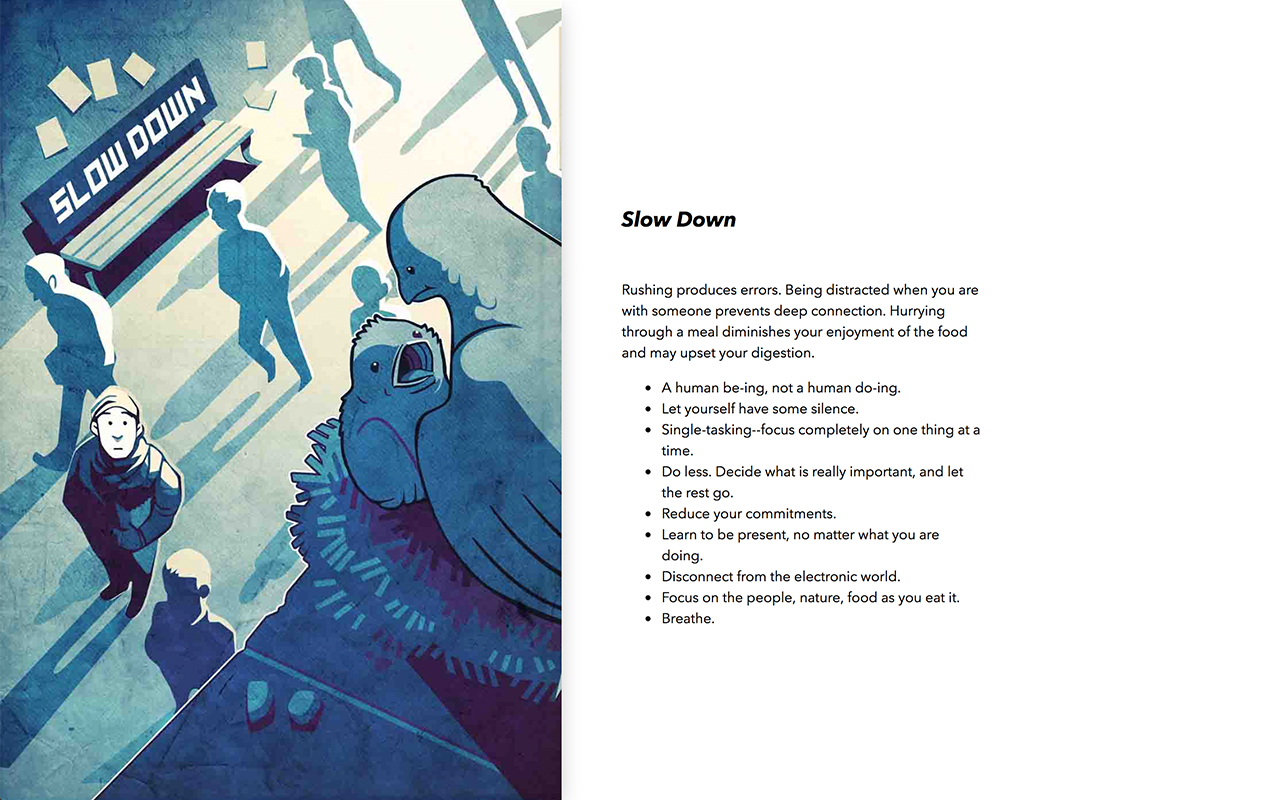 SLOW DOWN
Slow Down
Rushing produces errors. Being distracted when you are
with someone prevents deep connection. Hurrying
through a meal diminishes your enjoyment of the food
and may upset your digestion.
• A human be-ing, not a human do-ing.
• Let yourself have some silence.
• Single-tasking--focus completely on one thing at a
time.
• Do less. Decide what is really important, and let
the rest go.
• Reduce your commitments.
• Learn to be present, no matter what you are
doing.
• Disconnect from the electronic world.
• Focus on the people, nature, food as you eat it.
• Breathe.